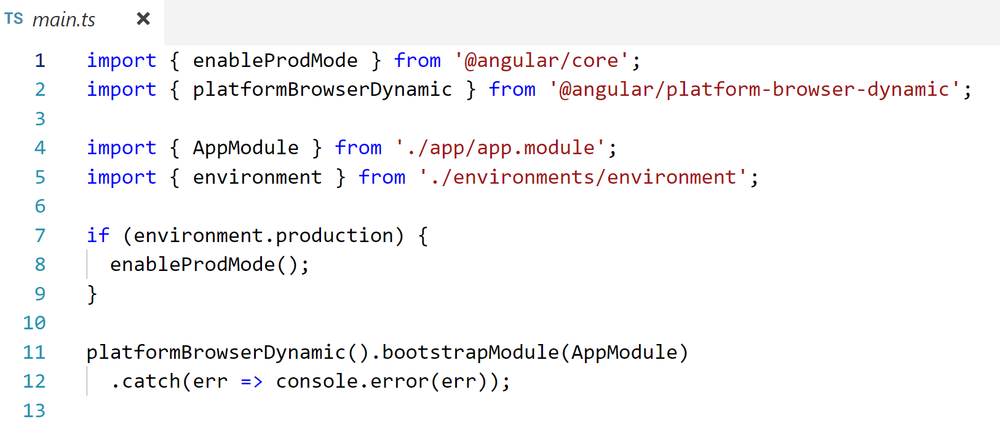 TS main.ts ×
1 import { enableProdMode } from '@angular/core';
2 import { platformBrowserDynamic } from '@angular/platform-browser-dynamic';
3
4 import { AppModule } from './app/app.module';
5 import { environment } from './environments/environment';
6
7 if (environment.production) {
8   enableProdMode();
9 }
10
11 platformBrowserDynamic().bootstrapModule(AppModule)
12   .catch(err => console.error(err));
13